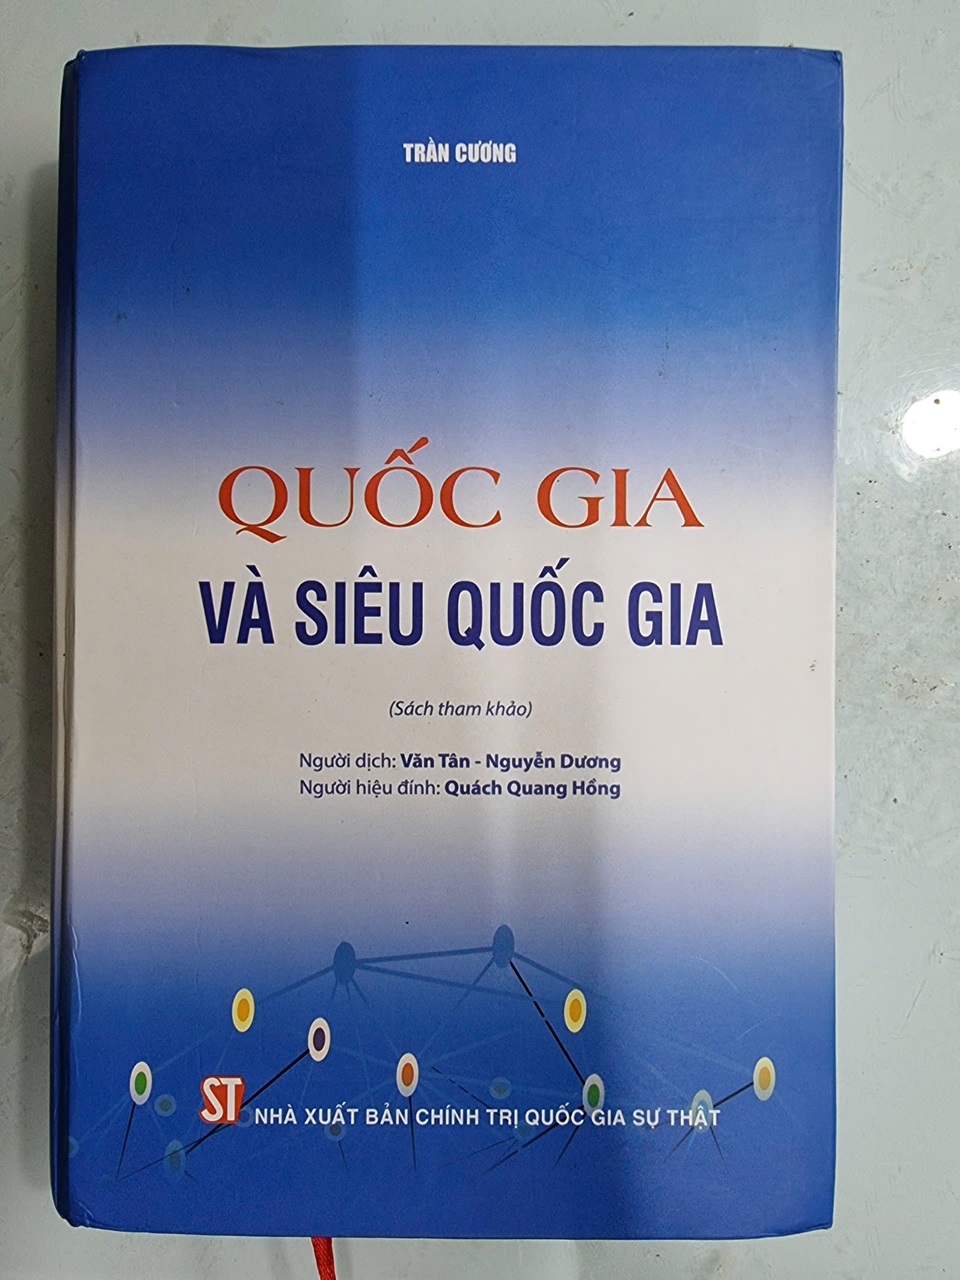 TRẦN CƯƠNG
QUỐC GIA
VÀ SIÊU QUỐC GIA
(Sách tham khảo)
Người dịch: Văn Tân - Nguyễn Dương
Người hiệu đính: Quách Quang Hồng
ST NHÀ XUẤT BẢN CHÍNH TRỊ QUỐC GIA SỰ THẬT